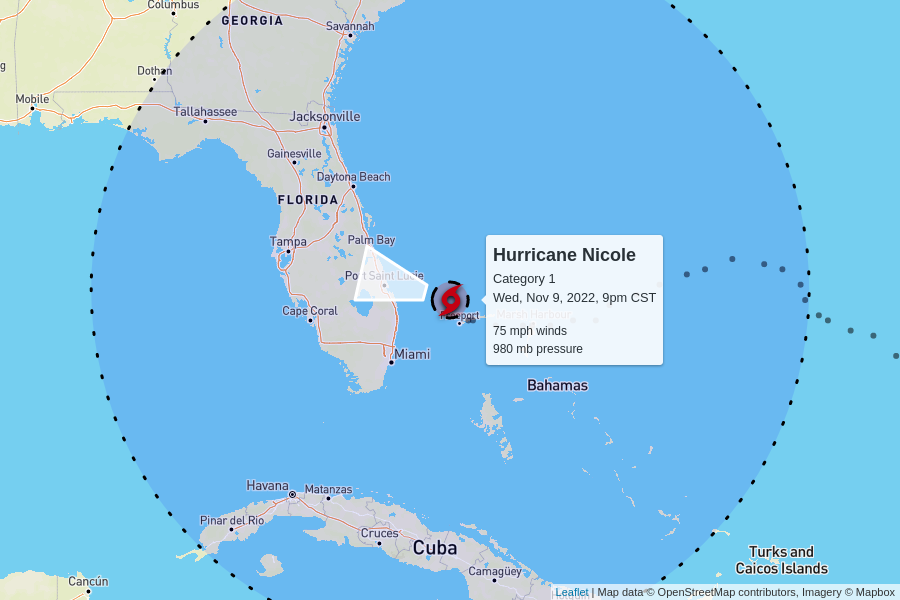 Columbus
GEORGIA
Savannah
g
Dothan
Mobile
Tallahassee
Jacksonville
Gainesville
Daytona Beach
FLORIDA
Tampa
Palm Bay
Port Saint Lucie
Cape Coral
Freeport
Marsh Harbour
Miami
Hurricane Nicole
Category 1
Wed, Nov 9, 2022, 9pm CST
75 mph winds
980 mb pressure
Bahamas
Havana
Matanzas
Pinar del Río
Cruces
Cuba
Camagüey
Turks and
Caicos Islands
Cancún
Holguín
Leaflet | Map data © OpenStreetMap contributors, Imagery © Mapbox